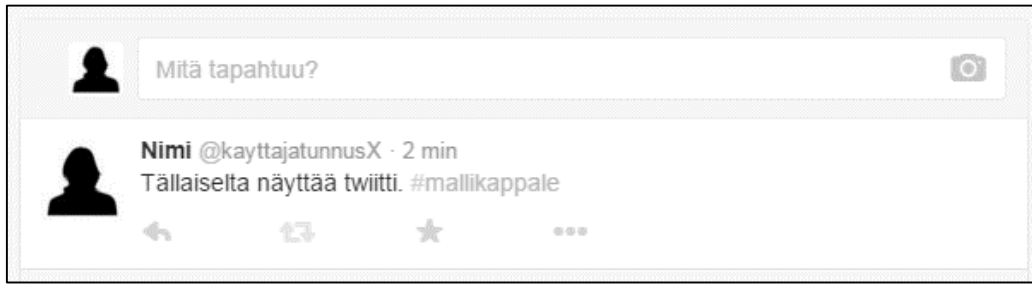 Mitä tapahtuu?
Nimi @kayttajatunnusX · 2 min
Tällaiselta näyttää twiitti. #mallikappale